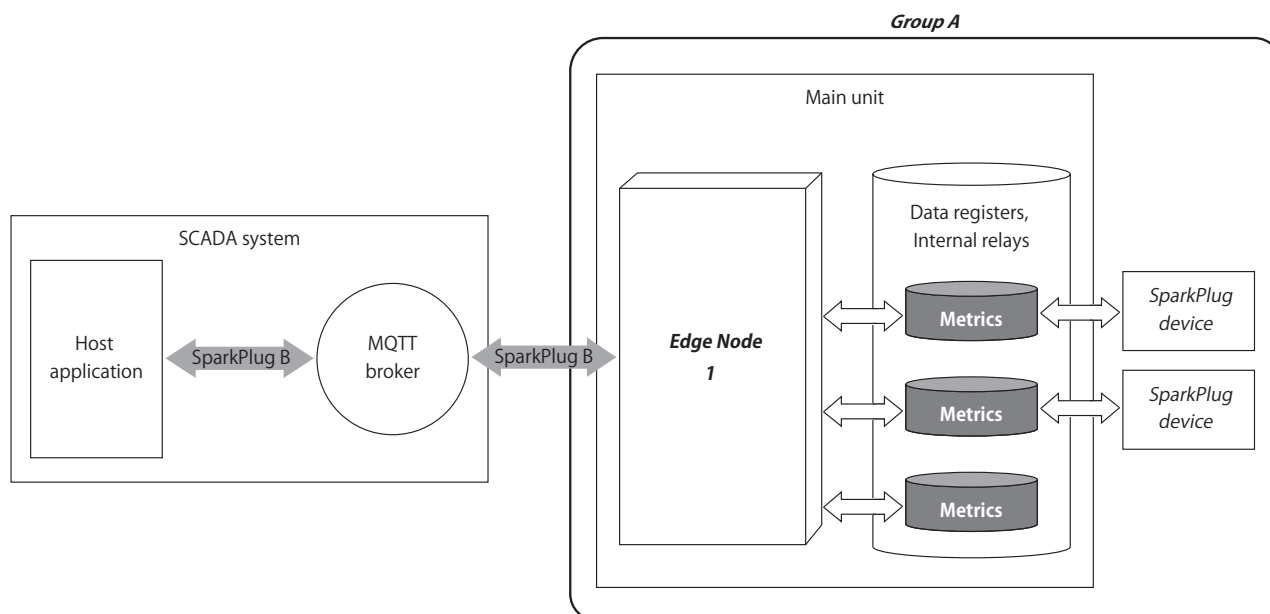 Group A
Main unit
SCADA system
Host
application
SparkPlug B
MQTT
broker
SparkPlug B
Edge Node
1
Data registers,
Internal relays
Metrics
Metrics
Metrics
SparkPlug
device
SparkPlug
device